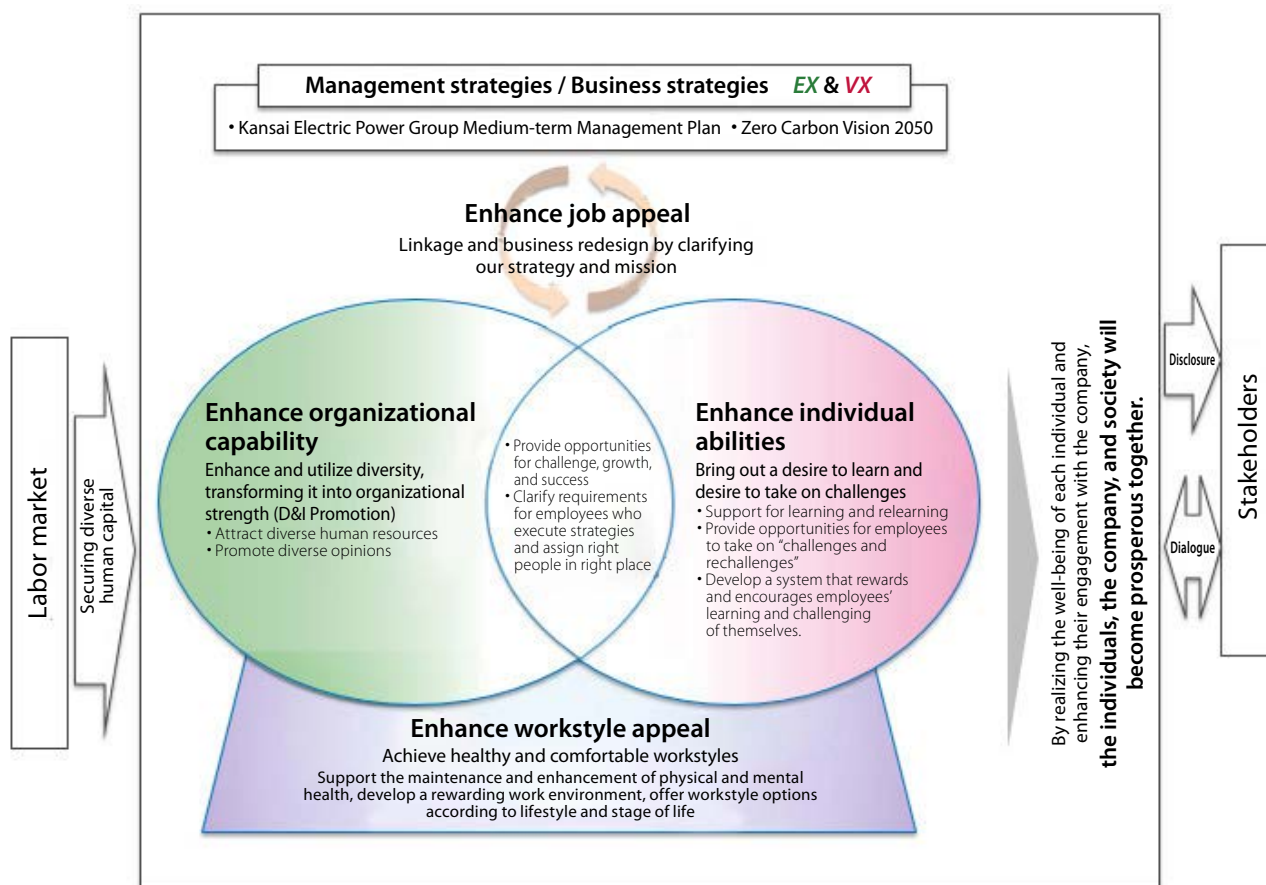 Management strategies / Business strategies EX & VX
• Kansai Electric Power Group Medium-term Management Plan • Zero Carbon Vision 2050
Enhance job appeal
Linkage and business redesign by clarifying
our strategy and mission
Labor market
Securing diverse
human capital
Enhance organizational
capability
Enhance and utilize diversity,
transforming it into organizational
strength (D&I Promotion)
• Attract diverse human resources
• Promote diverse opinions
• Provide opportunities
for challenge, growth,
and success
• Clarify requirements
for employees who
execute strategies
and assign right
people in right place
Enhance individual
abilities
Bring out a desire to learn and
desire to take on challenges
• Support for learning and relearning
• Provide opportunities for employees
to take on “challenges and
rechallenges”
• Develop a system that rewards
and encourages employees’
learning and challenging
of themselves.
Enhance workstyle appeal
Achieve healthy and comfortable workstyles
Support the maintenance and enhancement of physical and mental
health, develop a rewarding work environment, offer workstyle options
according to lifestyle and stage of life
By realizing the well-being of each individual and
enhancing their engagement with the company,
the individuals, the company, and society will
become prosperous together.
Disclosure
Dialogue
Stakeholders